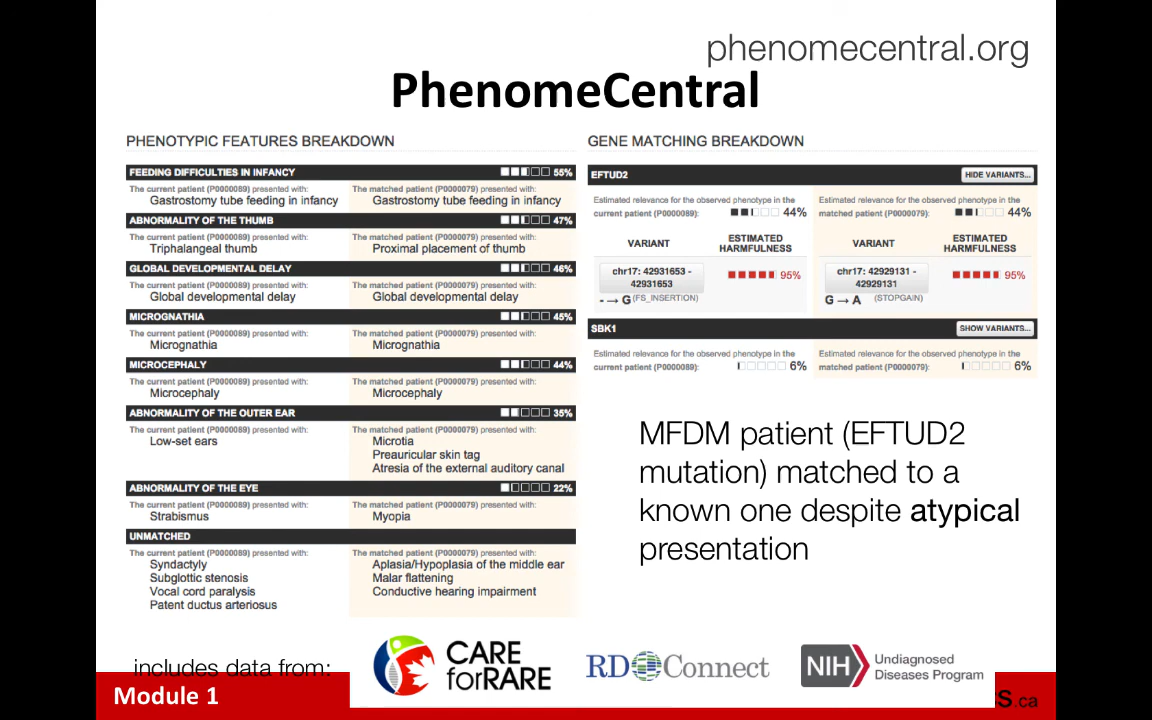 phenomecentral.org
PhenomeCentral
PHENOTYPIC FEATURES BREAKDOWN
FEEDING DIFFICULTIES IN INFANCY 55%
The current patient (P0000089) presented with: The matched patient (P0000079) presented with:
Gastrostomy tube feeding in infancy Gastrostomy tube feeding in infancy
ABNORMALITY OF THE THUMB 47%
The current patient (P0000089) presented with: The matched patient (P0000079) presented with:
Triphalangeal thumb Proximal placement of thumb
GLOBAL DEVELOPMENTAL DELAY 46%
The current patient (P0000089) presented with: The matched patient (P0000079) presented with:
Global developmental delay Global developmental delay
MICROGNATHIA 45%
The current patient (P0000089) presented with: The matched patient (P0000079) presented with:
Micrognathia Micrognathia
MICROCEPHALY 44%
The current patient (P0000089) presented with: The matched patient (P0000079) presented with:
Microcephaly Microcephaly
ABNORMALITY OF THE OUTER EAR 35%
The current patient (P0000089) presented with: The matched patient (P0000079) presented with:
Low-set ears Microtia
Preauricular skin tag
Atresia of the external auditory canal
ABNORMALITY OF THE EYE 22%
The current patient (P0000089) presented with: The matched patient (P0000079) presented with:
Strabismus Myopia
UNMATCHED
The current patient (P0000089) presented with: The matched patient (P0000079) presented with:
Syndactyly Aplasia/Hypoplasia of the middle ear
Subglottic stenosis Malar flattening
Vocal cord paralysis Conductive hearing impairment
Patent ductus arteriosus
GENE MATCHING BREAKDOWN
EFTUD2 HIDE VARIANTS...
Estimated relevance for the observed phenotype in the Estimated relevance for the observed phenotype in the
current patient (P0000089): 44% matched patient (P0000079): 44%
VARIANT ESTIMATED HARMFULNESS VARIANT ESTIMATED HARMFULNESS
chr17: 42931653 - 95% chr17: 42929131 - 95%
42931653 42929131
- → G (FS_INSERTION) G → A (STOPGAIN)
SBK1 SHOW VARIANTS...
Estimated relevance for the observed phenotype in the Estimated relevance for the observed phenotype in the
current patient (P0000089): 6% matched patient (P0000079): 6%
MFDM patient (EFTUD2
mutation) matched to a
known one despite atypical
presentation
includes data from:
CARE
forRARE
RD Connect
NIH Undiagnosed
Diseases Program
Module 1
s.ca